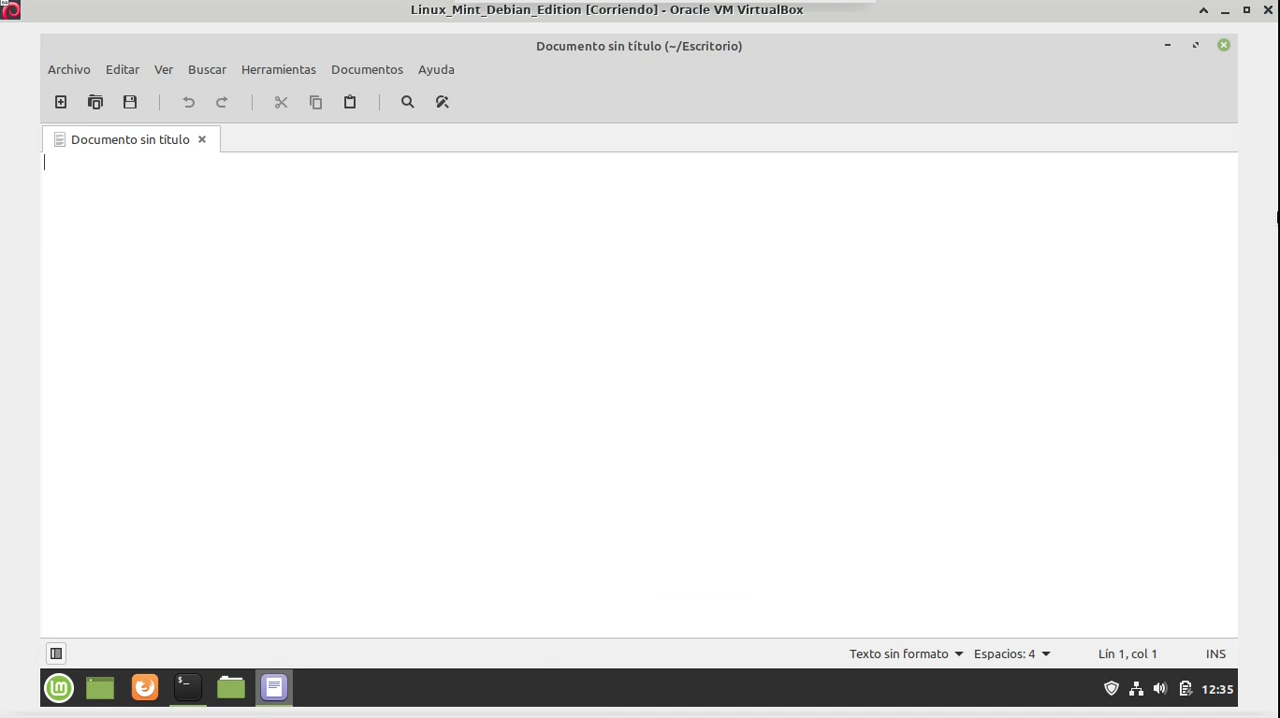 Linux_Mint_Debian_Edition [Corriendo] - Oracle VM VirtualBox
Documento sin título (~/Escritorio)
Archivo Editar Ver Buscar Herramientas Documentos Ayuda
Documento sin título
Texto sin formato Espacios: 4 Lín 1, col 1 INS
12:35